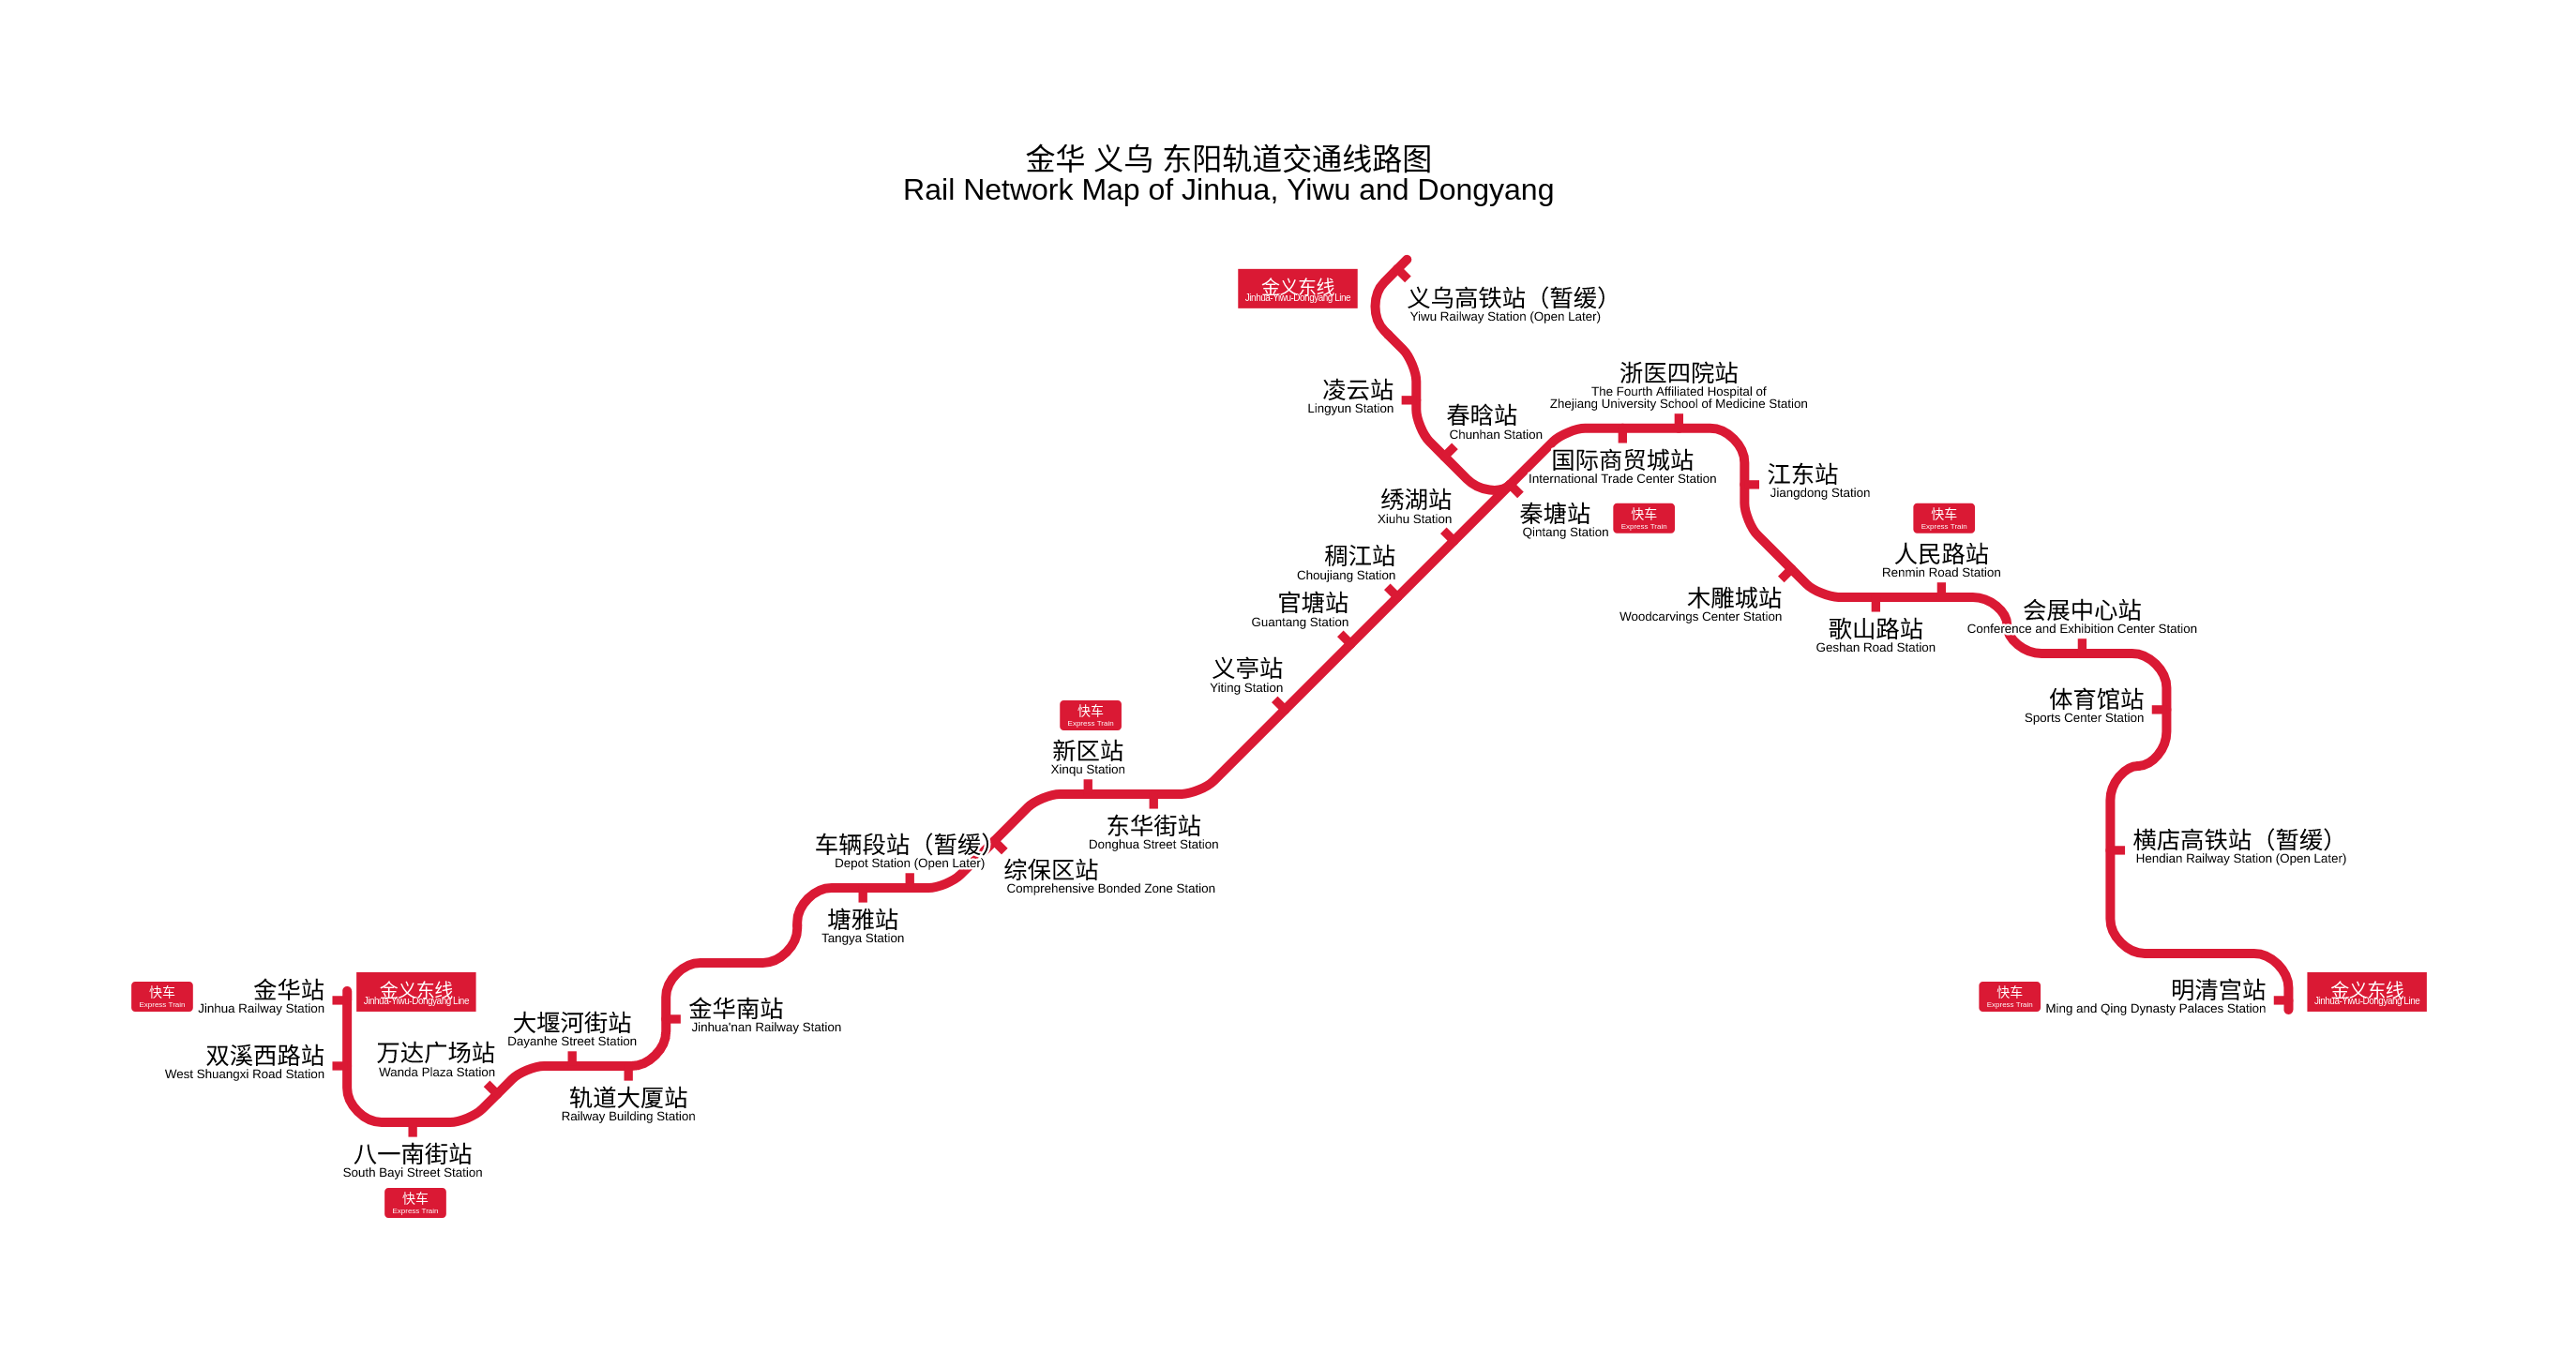 金华 义乌 东阳轨道交通线路图
Rail Network Map of Jinhua, Yiwu and Dongyang
金义东线
Jinhua-Yiwu-Dongyang Line
义乌高铁站（暂缓）
Yiwu Railway Station (Open Later)
凌云站
Lingyun Station
春晗站
Chunhan Station
浙医四院站
The Fourth Affiliated Hospital of
Zhejiang University School of Medicine Station
国际商贸城站
International Trade Center Station
江东站
Jiangdong Station
绣湖站
Xiuhu Station
秦塘站
Qintang Station
快车
Express Train
快车
Express Train
人民路站
Renmin Road Station
稠江站
Choujiang Station
官塘站
Guantang Station
木雕城站
Woodcarvings Center Station
歌山路站
Geshan Road Station
会展中心站
Conference and Exhibition Center Station
义亭站
Yiting Station
体育馆站
Sports Center Station
快车
Express Train
新区站
Xinqu Station
东华街站
Donghua Street Station
车辆段站（暂缓）
Depot Station (Open Later)
综保区站
Comprehensive Bonded Zone Station
横店高铁站（暂缓）
Hendian Railway Station (Open Later)
塘雅站
Tangya Station
快车
Express Train
金华站
Jinhua Railway Station
金义东线
Jinhua-Yiwu-Dongyang Line
金华南站
Jinhua'nan Railway Station
快车
Express Train
明清宫站
Ming and Qing Dynasty Palaces Station
金义东线
Jinhua-Yiwu-Dongyang Line
双溪西路站
West Shuangxi Road Station
万达广场站
Wanda Plaza Station
大堰河街站
Dayanhe Street Station
轨道大厦站
Railway Building Station
八一南街站
South Bayi Street Station
快车
Express Train